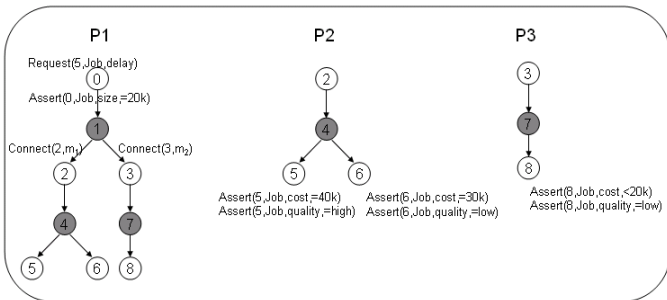 P1 P2 P3
Request(5,Job,delay)
0
Assert(0,Job,size,=20k)
1
Connect(2,m1) Connect(3,m2)
2 3
4 7
5 6 8
2
4
5 6
Assert(5,Job,cost,=40k) Assert(6,Job,cost,=30k)
Assert(5,Job,quality,=high) Assert(6,Job,quality,=low)
3
7
8
Assert(8,Job,cost,<20k)
Assert(8,Job,quality,=low)